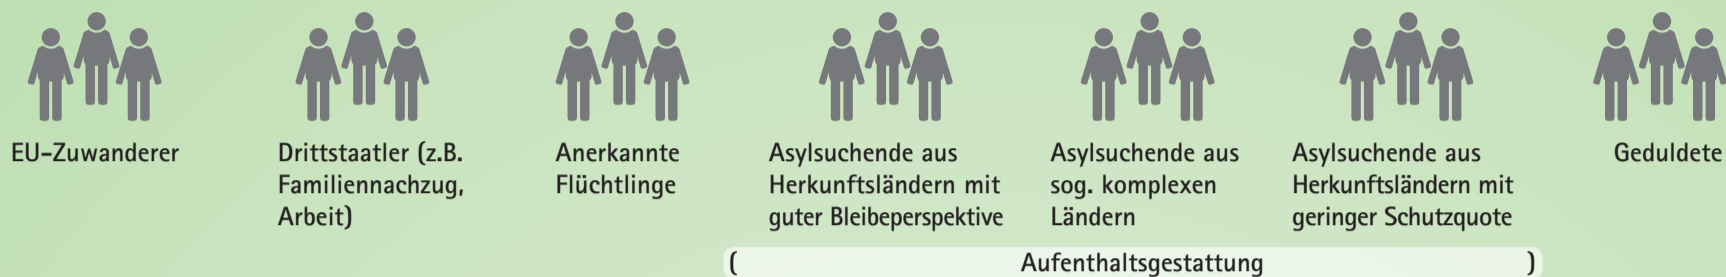 EU-Zuwanderer
Drittstaatler (z.B.
Familiennachzug,
Arbeit)
Anerkannte
Flüchtlinge
Asylsuchende aus
Herkunftsländern mit
guter Bleibeperspektive
Asylsuchende aus
sog. komplexen
Ländern
Asylsuchende aus
Herkunftsländern mit
geringer Schutzquote
Geduldete
( Aufenthaltsgestattung )